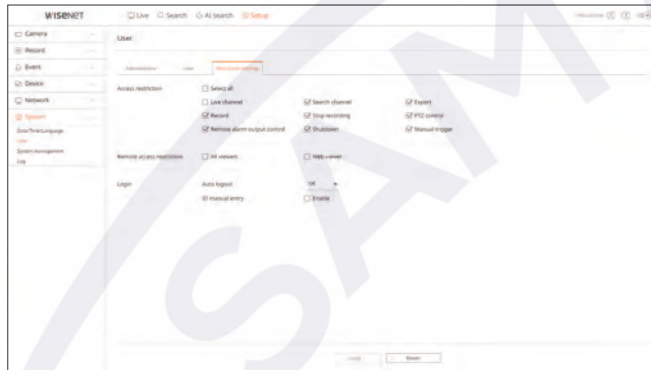 WISENET Live Search AI search Setup
Camera
Record
Event
Device
Network
System
Date/Time/Language
User
System management
Log
User
Administrator User Restriction settings
Access restriction Select all
Live channel Search channel Export
Record Stop recording PTZ control
Remote alarm output control Shutdown Manual trigger
Remote access restriction All viewers Web viewer
Login Auto logout Off
ID manual entry Enable
Apply Revert
SAM